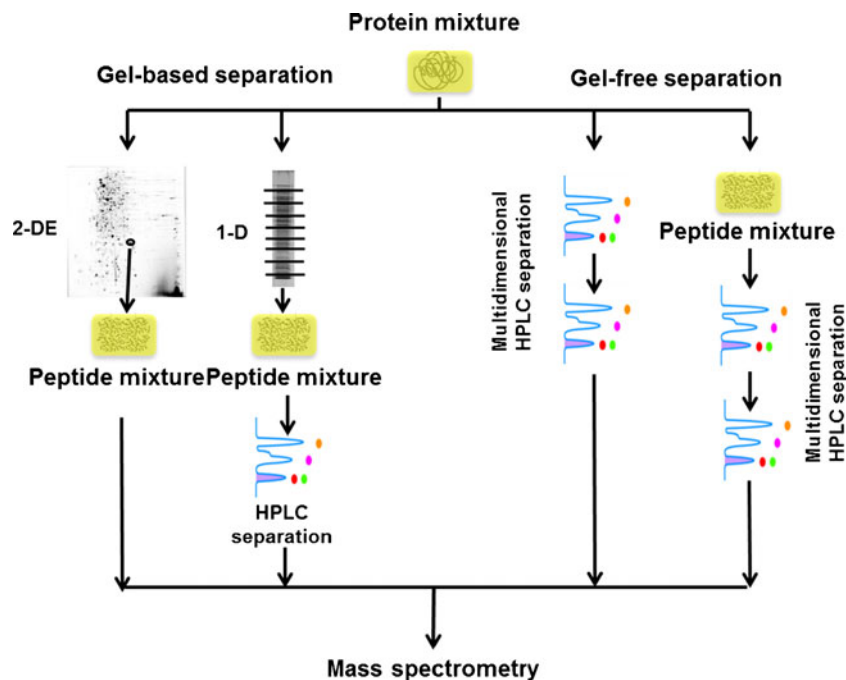 Protein mixture
Gel-based separation
Gel-free separation
2-DE
1-D
Multidimensional
HPLC separation
Peptide mixture
Peptide mixture
Peptide mixture
Multidimensional
HPLC separation
HPLC
separation
Mass spectrometry